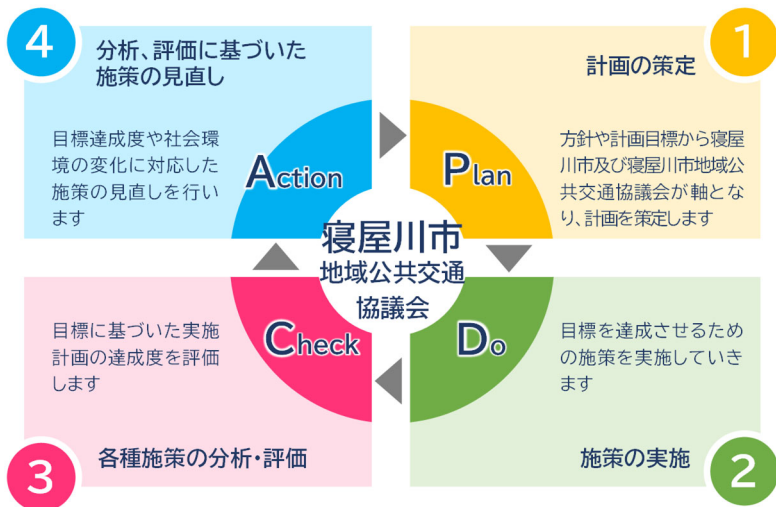 4
分析、評価に基づいた
施策の見直し
目標達成度や社会環
境の変化に対応した
施策の見直しを行い
ます
Action
1
計画の策定
方針や計画目標から寝屋
川市及び寝屋川市地域公
共交通協議会が軸とな
り、計画を策定します
Plan
寝屋川市
地域公共交通
協議会
Check
目標に基づいた実施
計画の達成度を評価
します
3
各種施策の分析・評価
Do
目標を達成させるため
の施策を実施していき
ます
施策の実施
2